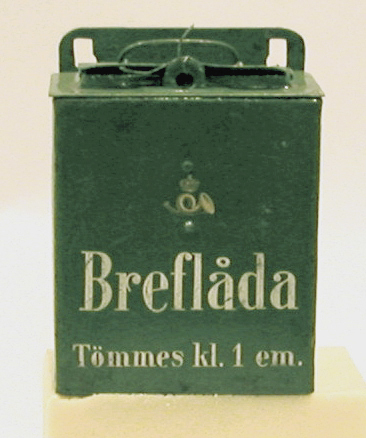 Breflåda
Tömmes kl. 1 em.